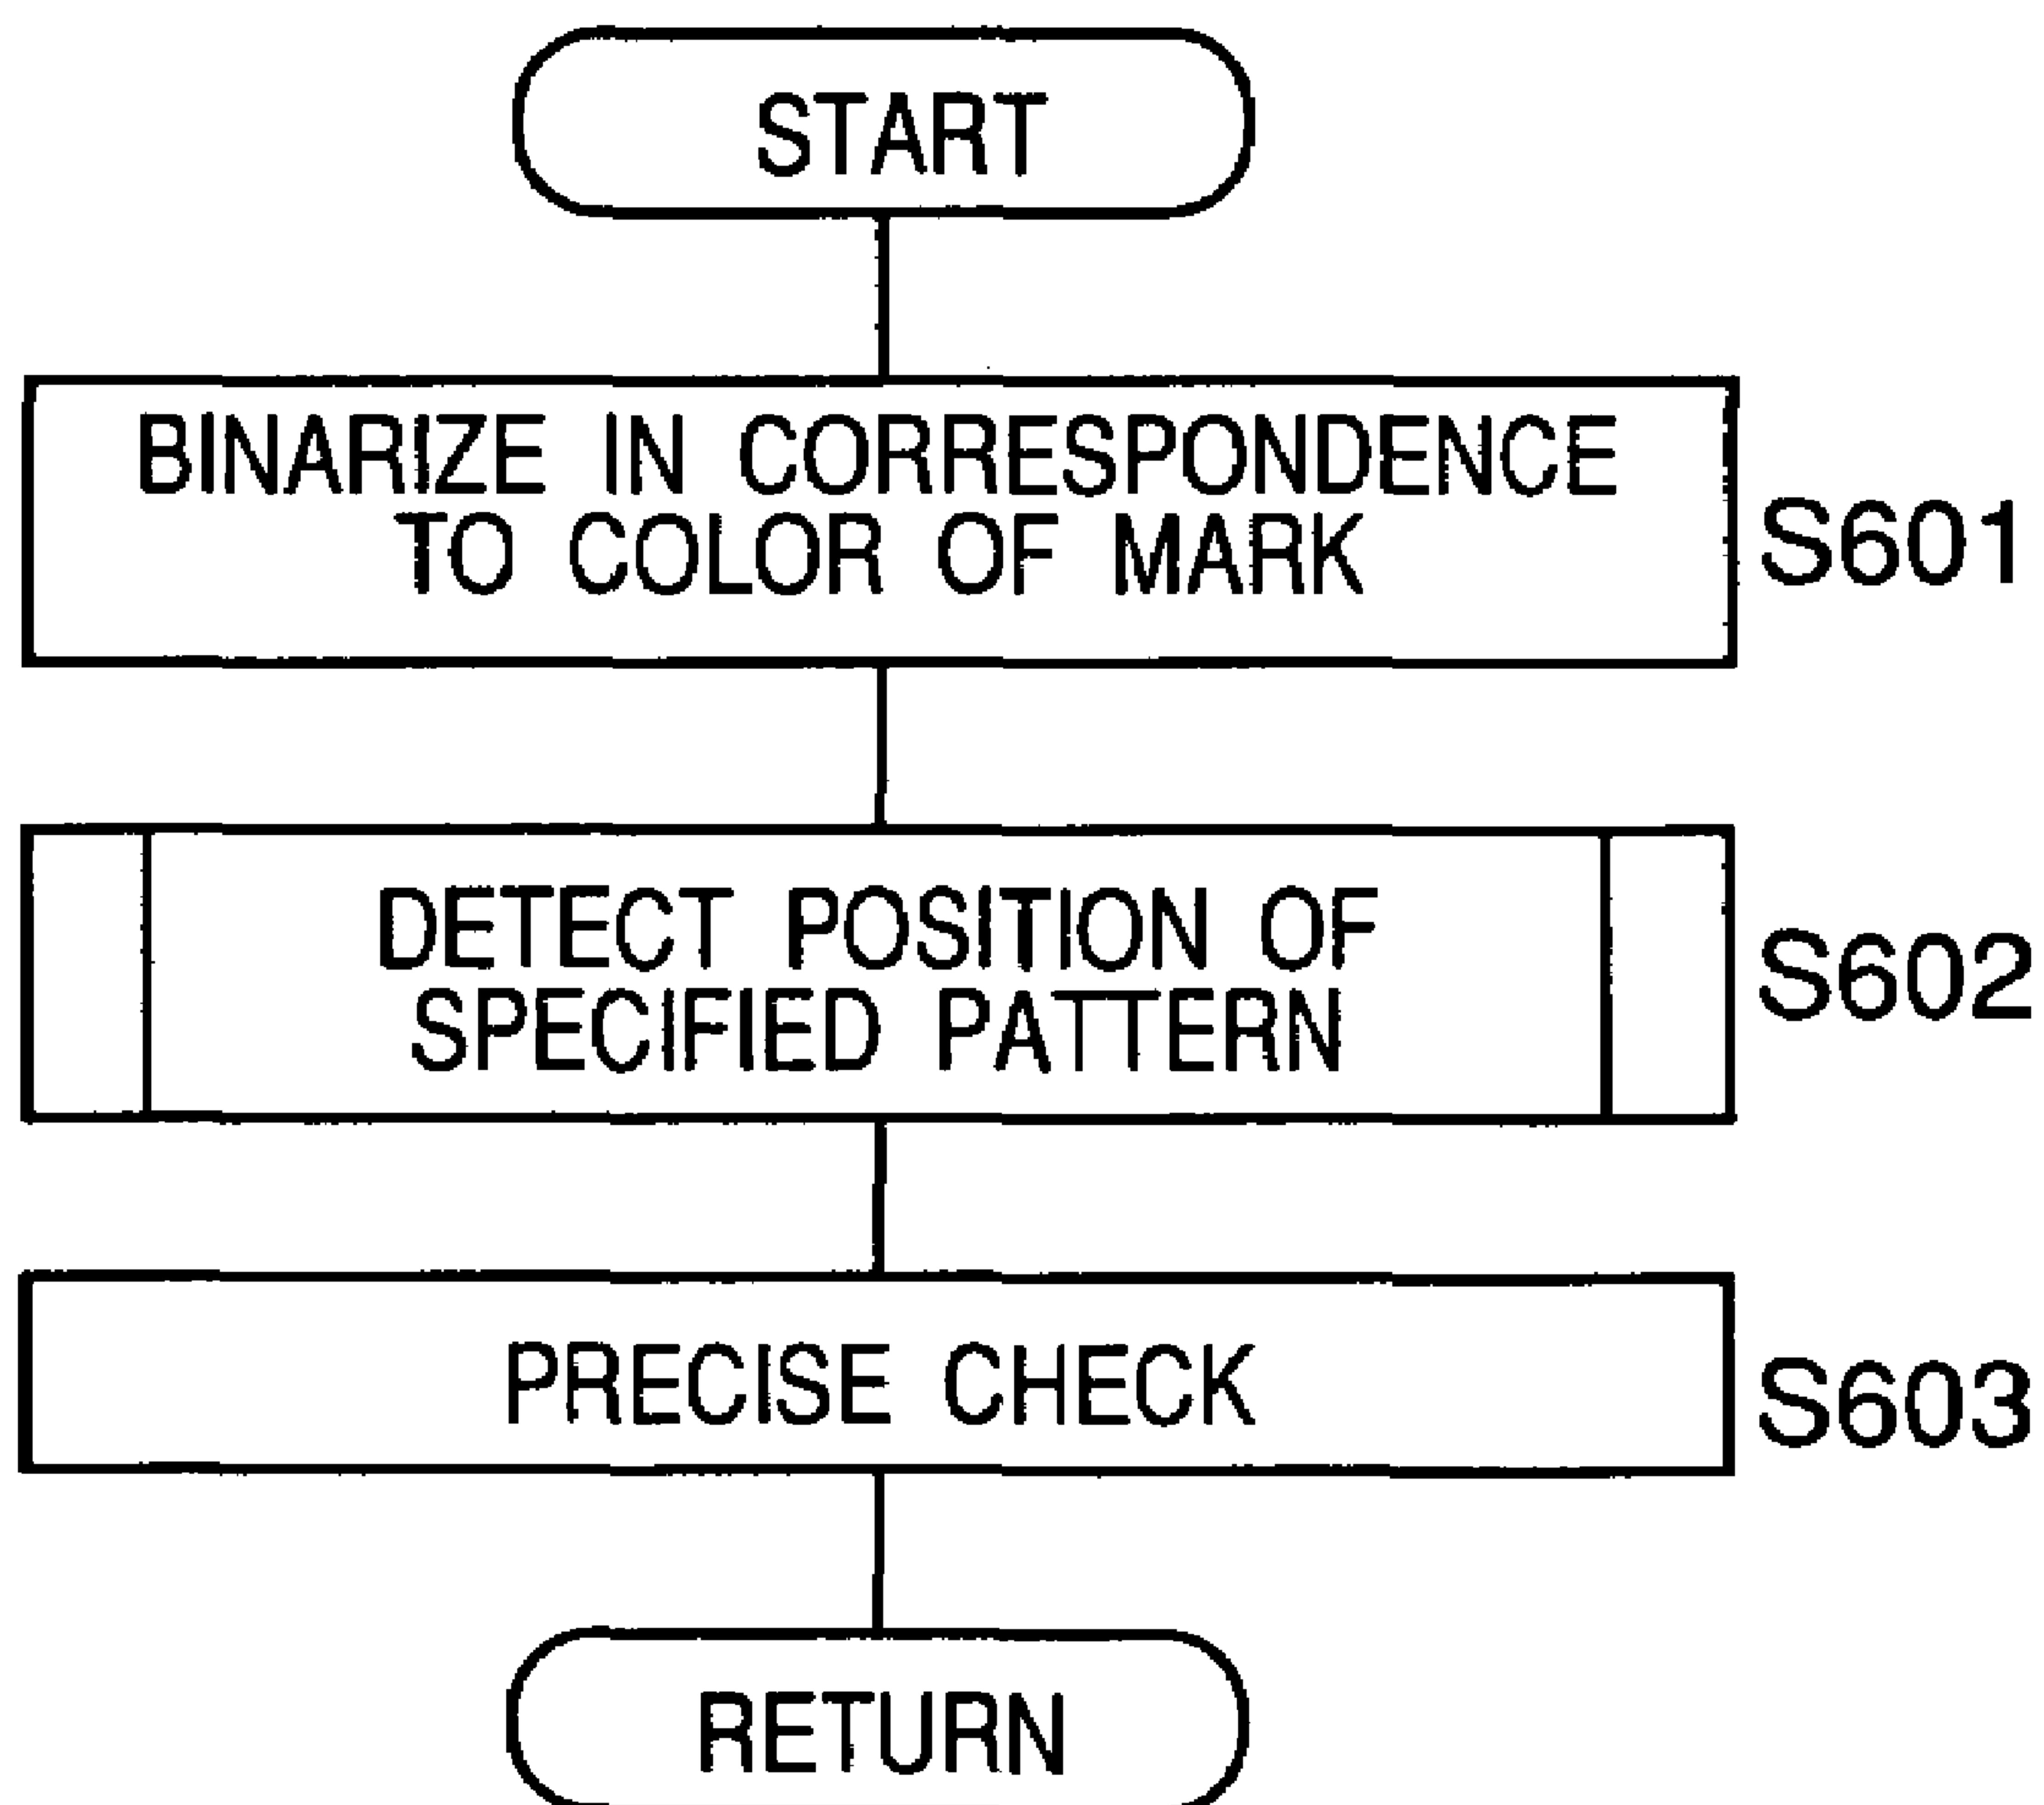 START
BINARIZE IN CORRESPONDENCE
TO COLOR OF MARK
S601
DETECT POSITION OF
SPECIFIED PATTERN
S602
PRECISE CHECK
S603
RETURN